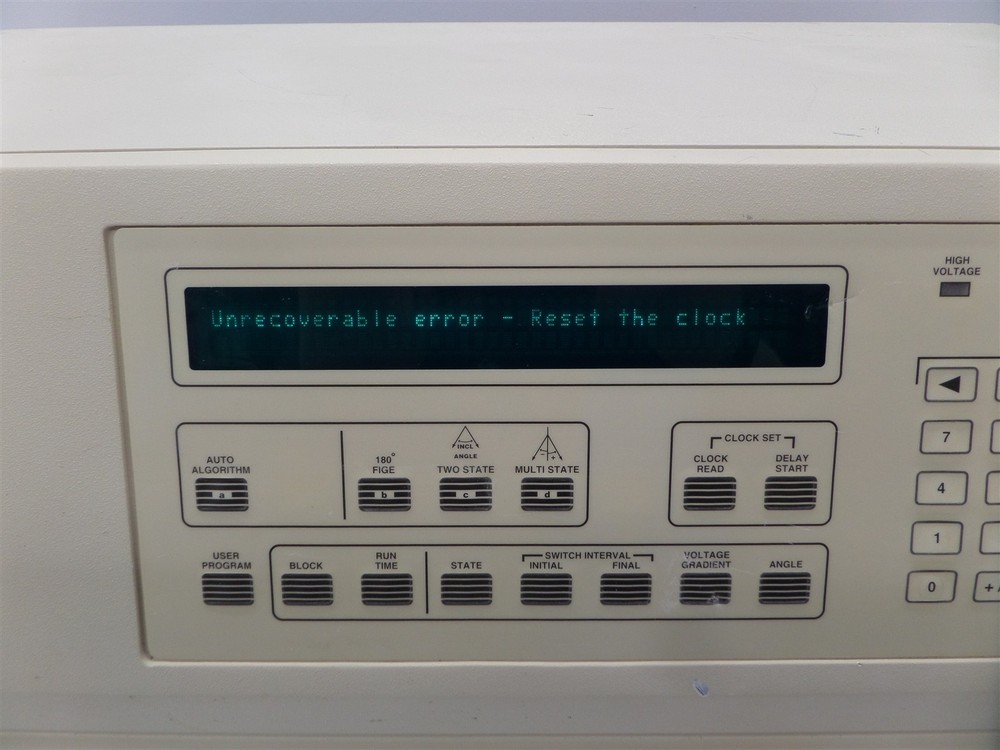 HIGH
VOLTAGE
Unrecoverable error - Reset the clock
INCL
ANGLE
CLOCK SET
AUTO
ALGORITHM
180°
FIGE
TWO STATE
MULTI STATE
CLOCK
READ
DELAY
START
a
b
c
d
7
4
1
0
USER
PROGRAM
BLOCK
RUN
TIME
STATE
SWITCH INTERVAL
INITIAL
FINAL
VOLTAGE
GRADIENT
ANGLE